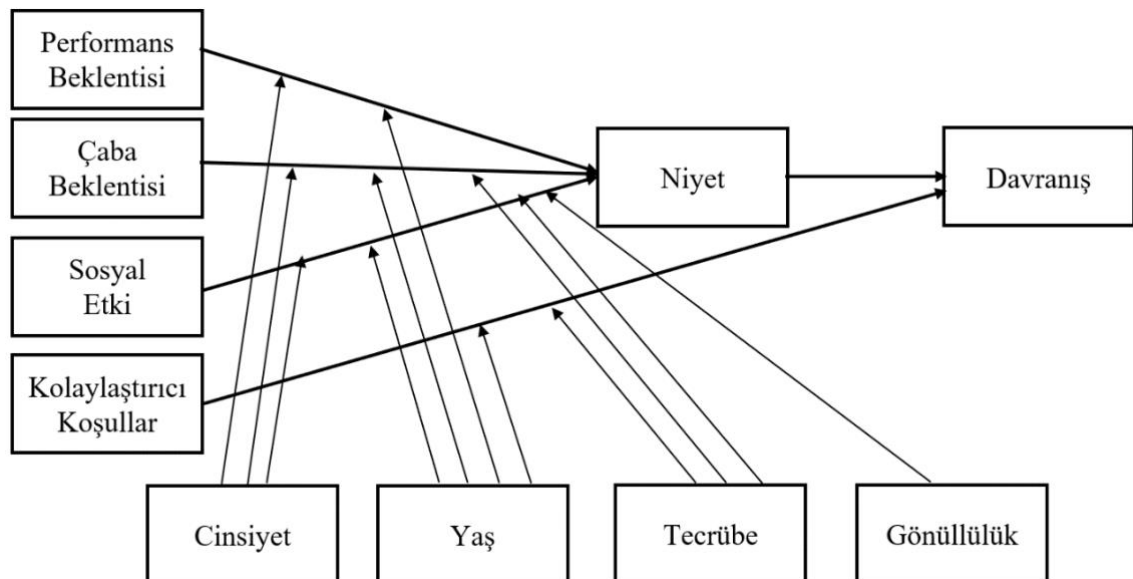 Performans
Beklentisi
Çaba
Beklentisi
Sosyal
Etki
Kolaylaştırıcı
Koşullar
Niyet
Davranış
Cinsiyet
Yaş
Tecrübe
Gönüllülük